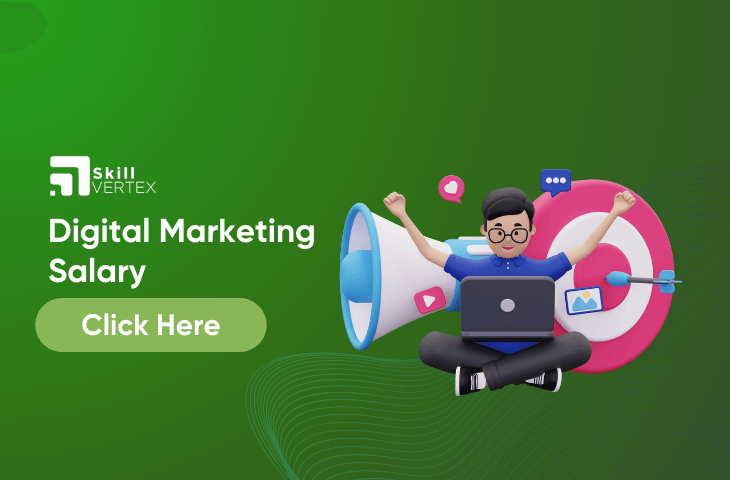 Skill
VERTEX
Digital Marketing
Salary
Click Here